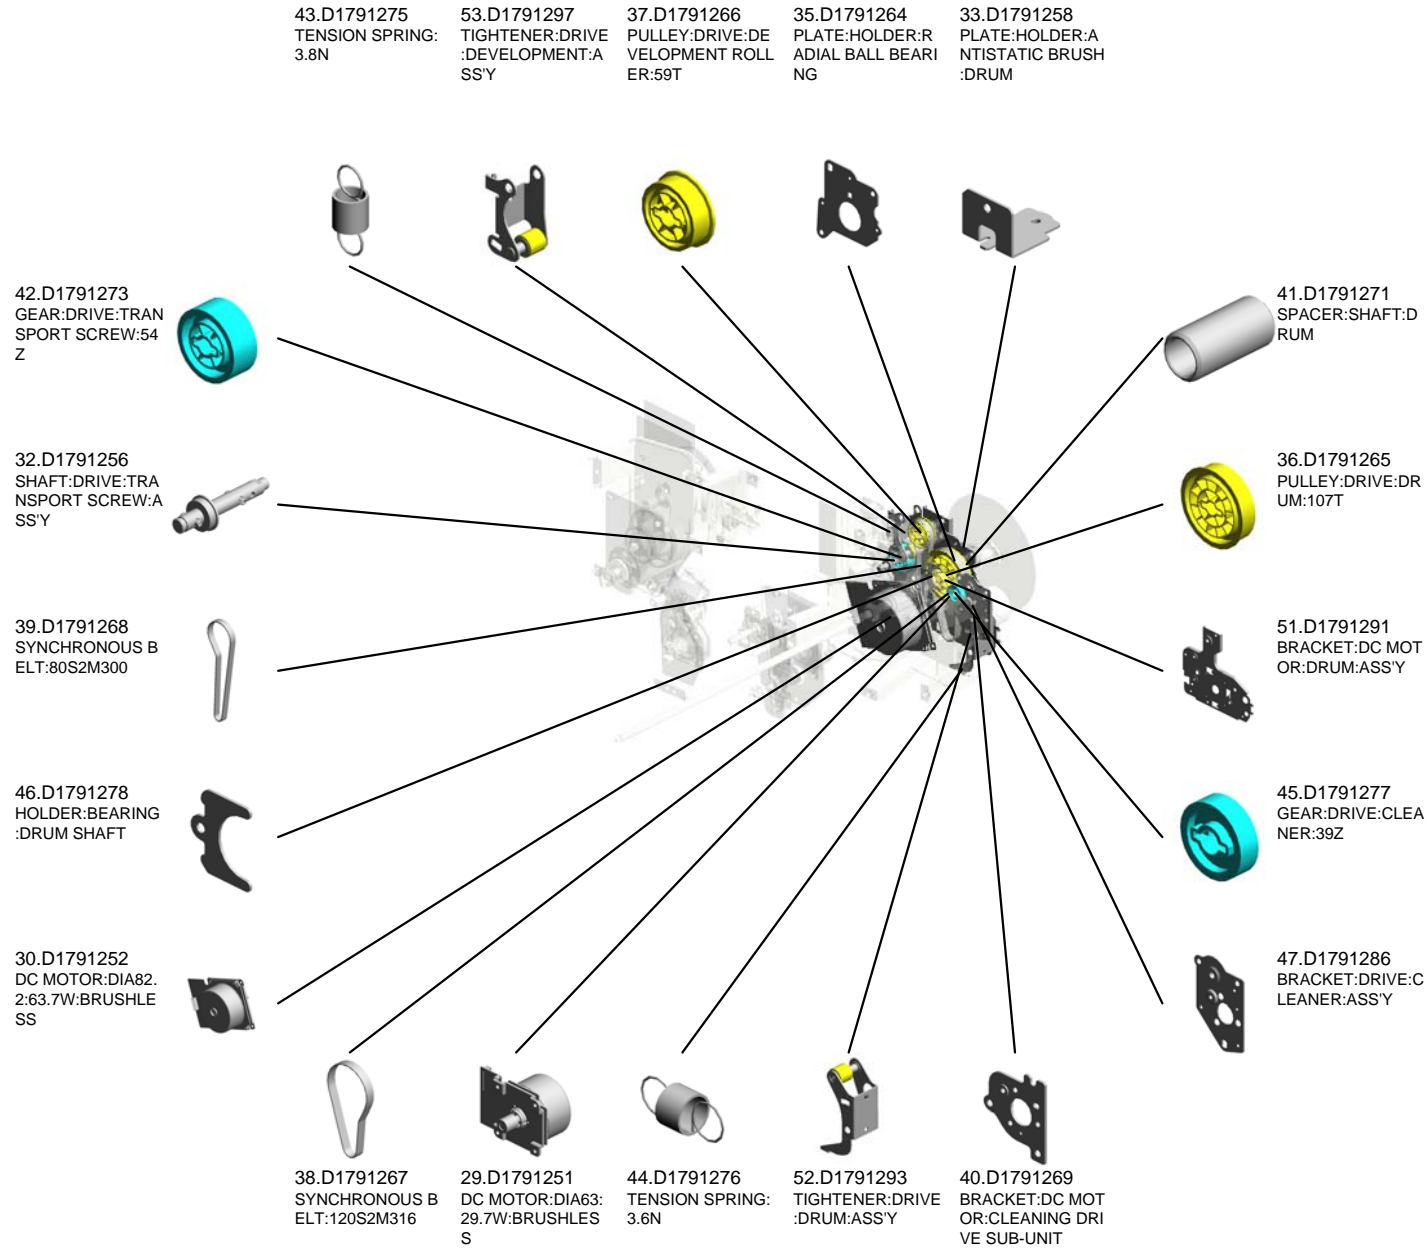 43.D1791275
TENSION SPRING:
3.8N
53.D1791297
TIGHTENER:DRIVE
:DEVELOPMENT:A
SS'Y
37.D1791266
PULLEY:DRIVE:DE
VELOPMENT ROLL
ER:59T
35.D1791264
PLATE:HOLDER:R
ADIAL BALL BEARI
NG
33.D1791258
PLATE:HOLDER:A
NTISTATIC BRUSH
:DRUM
42.D1791273
GEAR:DRIVE:TRAN
SPORT SCREW:54
Z
41.D1791271
SPACER:SHAFT:D
RUM
32.D1791256
SHAFT:DRIVE:TRA
NSPORT SCREW:A
SS'Y
36.D1791265
PULLEY:DRIVE:DR
UM:107T
39.D1791268
SYNCHRONOUS B
ELT:80S2M300
51.D1791291
BRACKET:DC MOT
OR:DRUM:ASS'Y
46.D1791278
HOLDER:BEARING
:DRUM SHAFT
45.D1791277
GEAR:DRIVE:CLEA
NER:39Z
30.D1791252
DC MOTOR:DIA82.
2:63.7W:BRUSHLE
SS
47.D1791286
BRACKET:DRIVE:C
LEANER:ASS'Y
38.D1791267
SYNCHRONOUS B
ELT:120S2M316
29.D1791251
DC MOTOR:DIA63:
29.7W:BRUSHLES
S
44.D1791276
TENSION SPRING:
3.6N
52.D1791293
TIGHTENER:DRIVE
:DRUM:ASS'Y
40.D1791269
BRACKET:DC MOT
OR:CLEANING DRI
VE SUB-UNIT